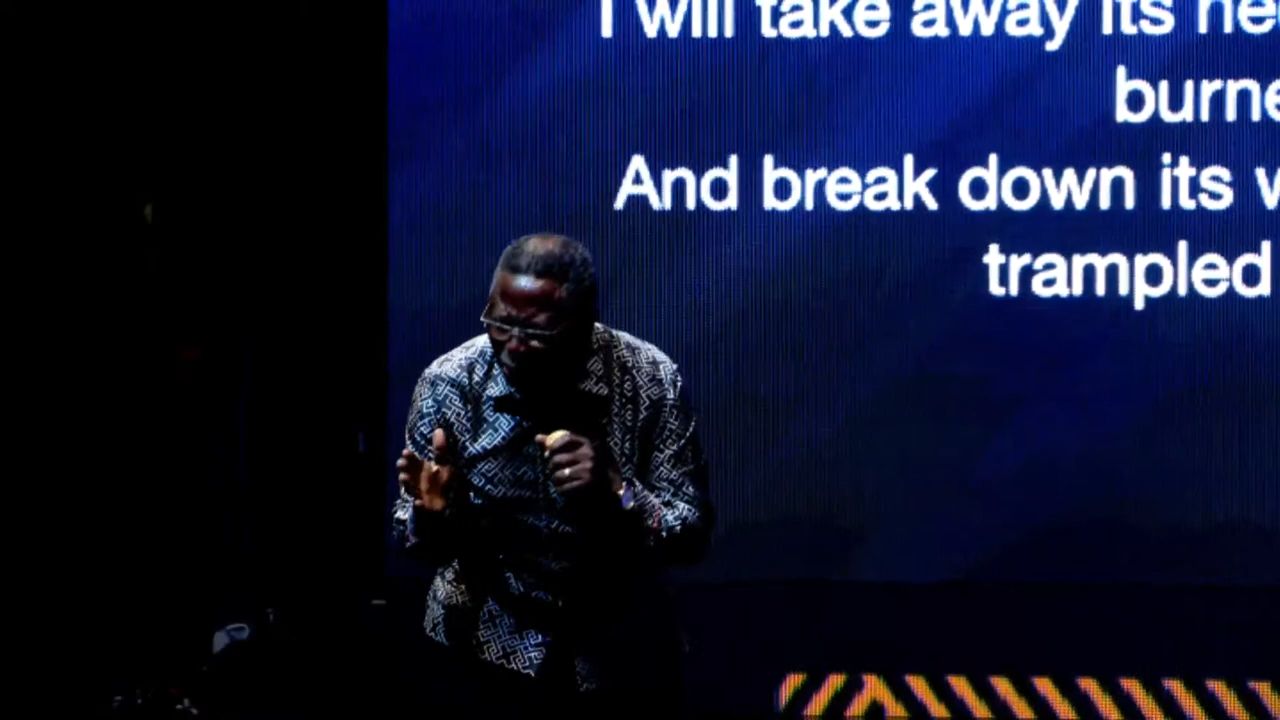 I will take away its
burne
And break down its
trampled